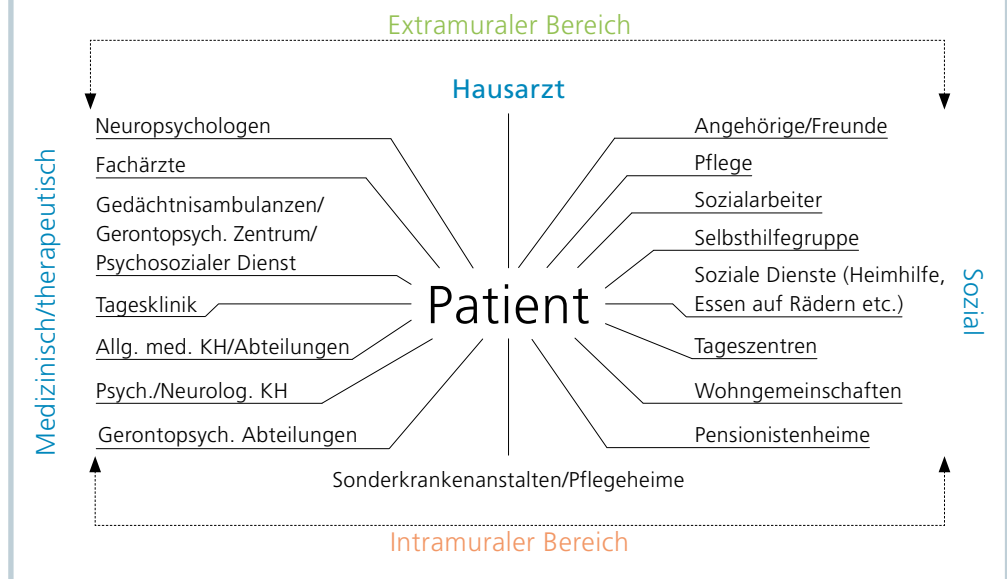 Extramuraler Bereich
Hausarzt
Medizinisch/therapeutisch
Neuropsychologen
Fachärzte
Gedächtnisambulanzen/
Gerontopsych. Zentrum/
Psychosozialer Dienst
Tagesklinik
Allg. med. KH/Abteilungen
Psych./Neurolog. KH
Gerontopsych. Abteilungen
Patient
Angehörige/Freunde
Pflege
Sozialarbeiter
Selbsthilfegruppe
Soziale Dienste (Heimhilfe,
Essen auf Rädern etc.)
Tageszentren
Wohngemeinschaften
Pensionistenheime
Sozial
Sonderkrankenanstalten/Pflegeheime
Intramuraler Bereich